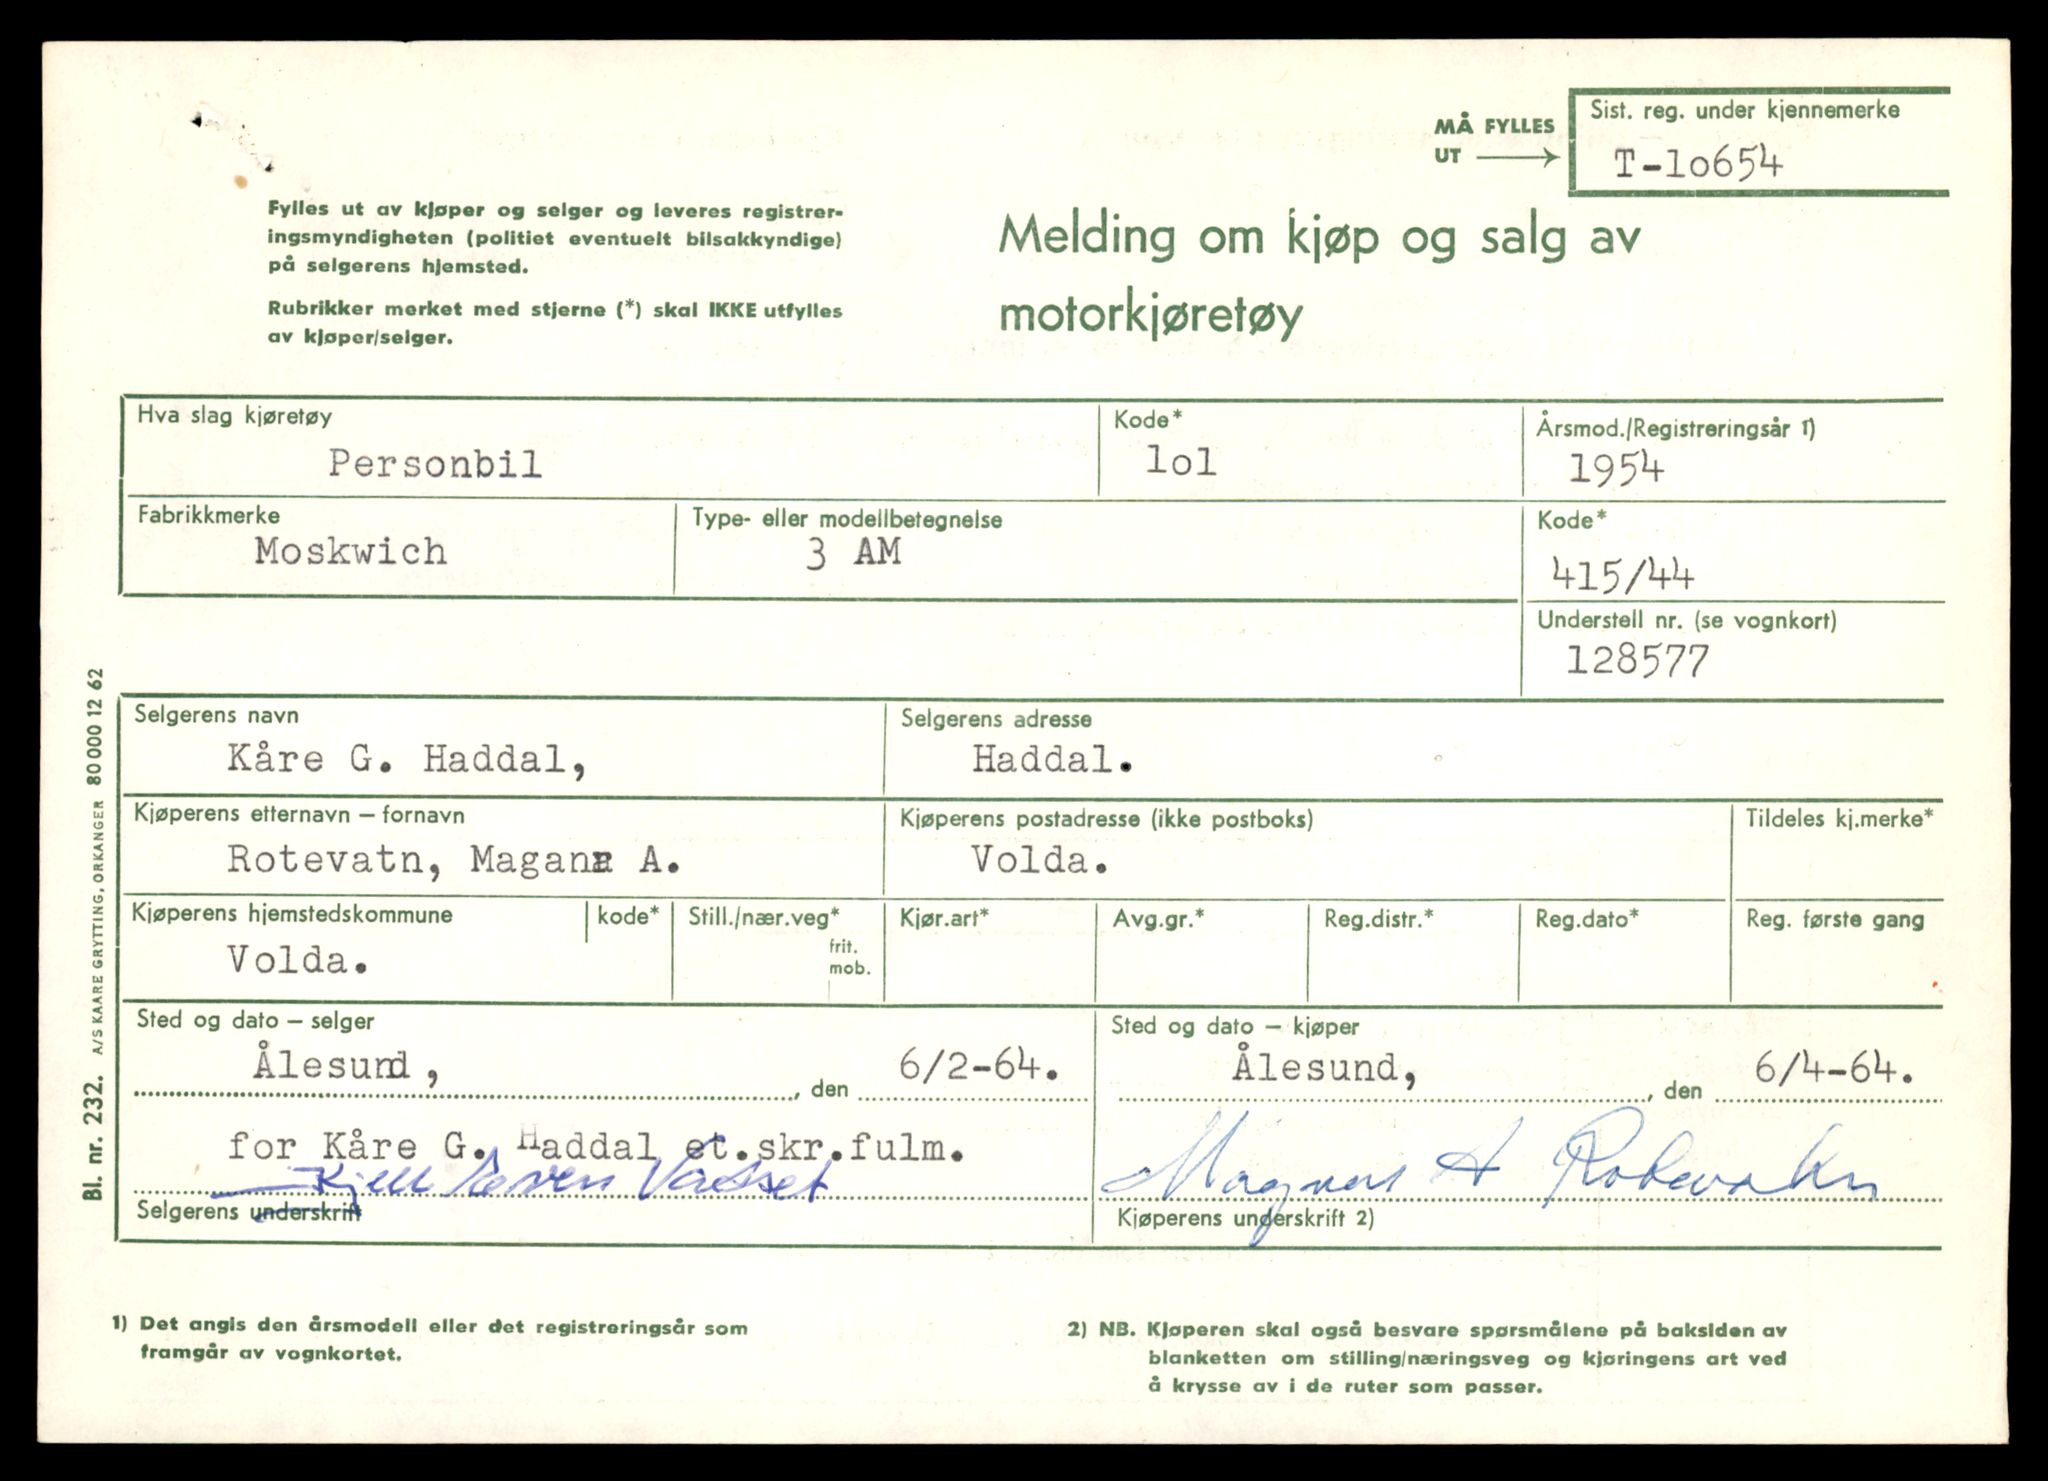 MÅ FYLLES
UT
Sist. reg. under kjennemerke
T-lo654
Fylles ut av kjøper og selger og leveres registrer-
ingsmyndigheten (politiet eventuelt bilsakkyndige)
på selgerens hjemsted.
Rubrikker merket med stjerne (*) skal IKKE utfylles
av kjøper/selger.
Melding om kjøp og salg av
motorkjøretøy
Hva slag kjøretøy
Personbil
Kode*
lol
Årsmod./Registreringsår 1)
1954
Fabrikkmerke
Moskwich
Type- eller modellbetegnelse
3 AM
Kode*
415/44
Understell nr. (se vognkort)
128577
Selgerens navn
Kåre G. Haddal,
Selgerens adresse
Haddal.
Kjøperens etternavn – fornavn
Rotevatn, A.
Kjøperens postadresse (ikke postboks)
Volda.
Tildeles kj.merke*
Kjøperens hjemstedskommune
Volda.
kode*
Still./nær.veg*
frit.
mob.
Kjør.art*
Avg.gr.*
Reg.distr.*
Reg.dato*
Reg. første gang
Sted og dato – selger
Ålesund, , den 6/2-64.
Sted og dato – kjøper
Ålesund, , den 6/4-64.
for Kåre G. Haddal et.skr.fulm.
Kjell Vasset
Selgerens underskrift
Magnus A Rotevatn
Kjøperens underskrift 2)
1) Det angis den årsmodell eller det registreringsår som
framgår av vognkortet.
2) NB. Kjøperen skal også besvare spørsmålene på baksiden av
blanketten om stilling/næringsveg og kjøringens art ved
å krysse av i de ruter som passer.
Bl. nr. 232. A/S KAARE GRYTTING, ORKANGER 80000 12 62